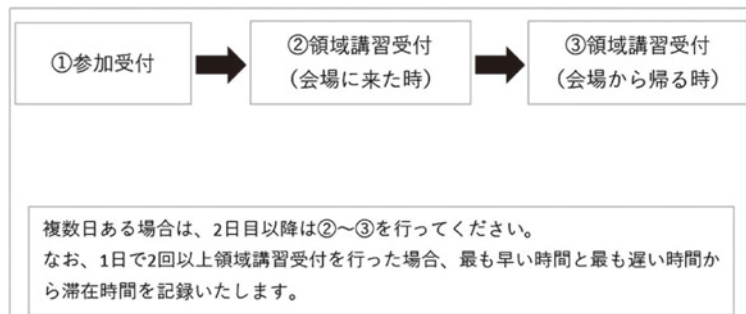 ①参加受付
②領域講習受付
(会場に来た時)
③領域講習受付
(会場から帰る時)
複数日ある場合は、2日目以降は②～③を行ってください。
なお、1日で2回以上領域講習受付を行った場合、最も早い時間と最も遅い時間か
ら滞在時間を記録いたします。